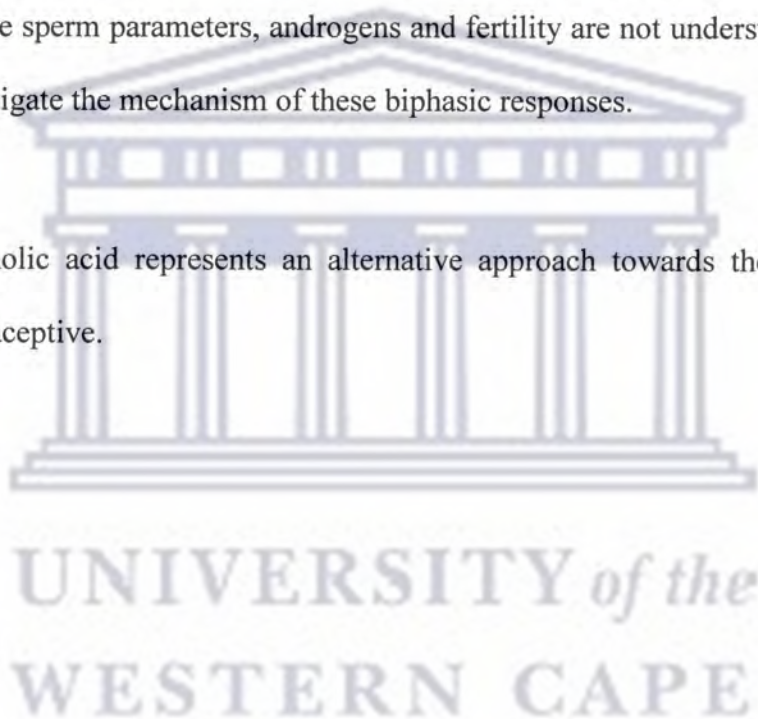 e sperm parameters, androgens and fertility are not unders
igate the mechanism of these biphasic responses.
olic acid represents an alternative approach towards the
aceptive.
UNIVERSITY of the
WESTERN CAPE